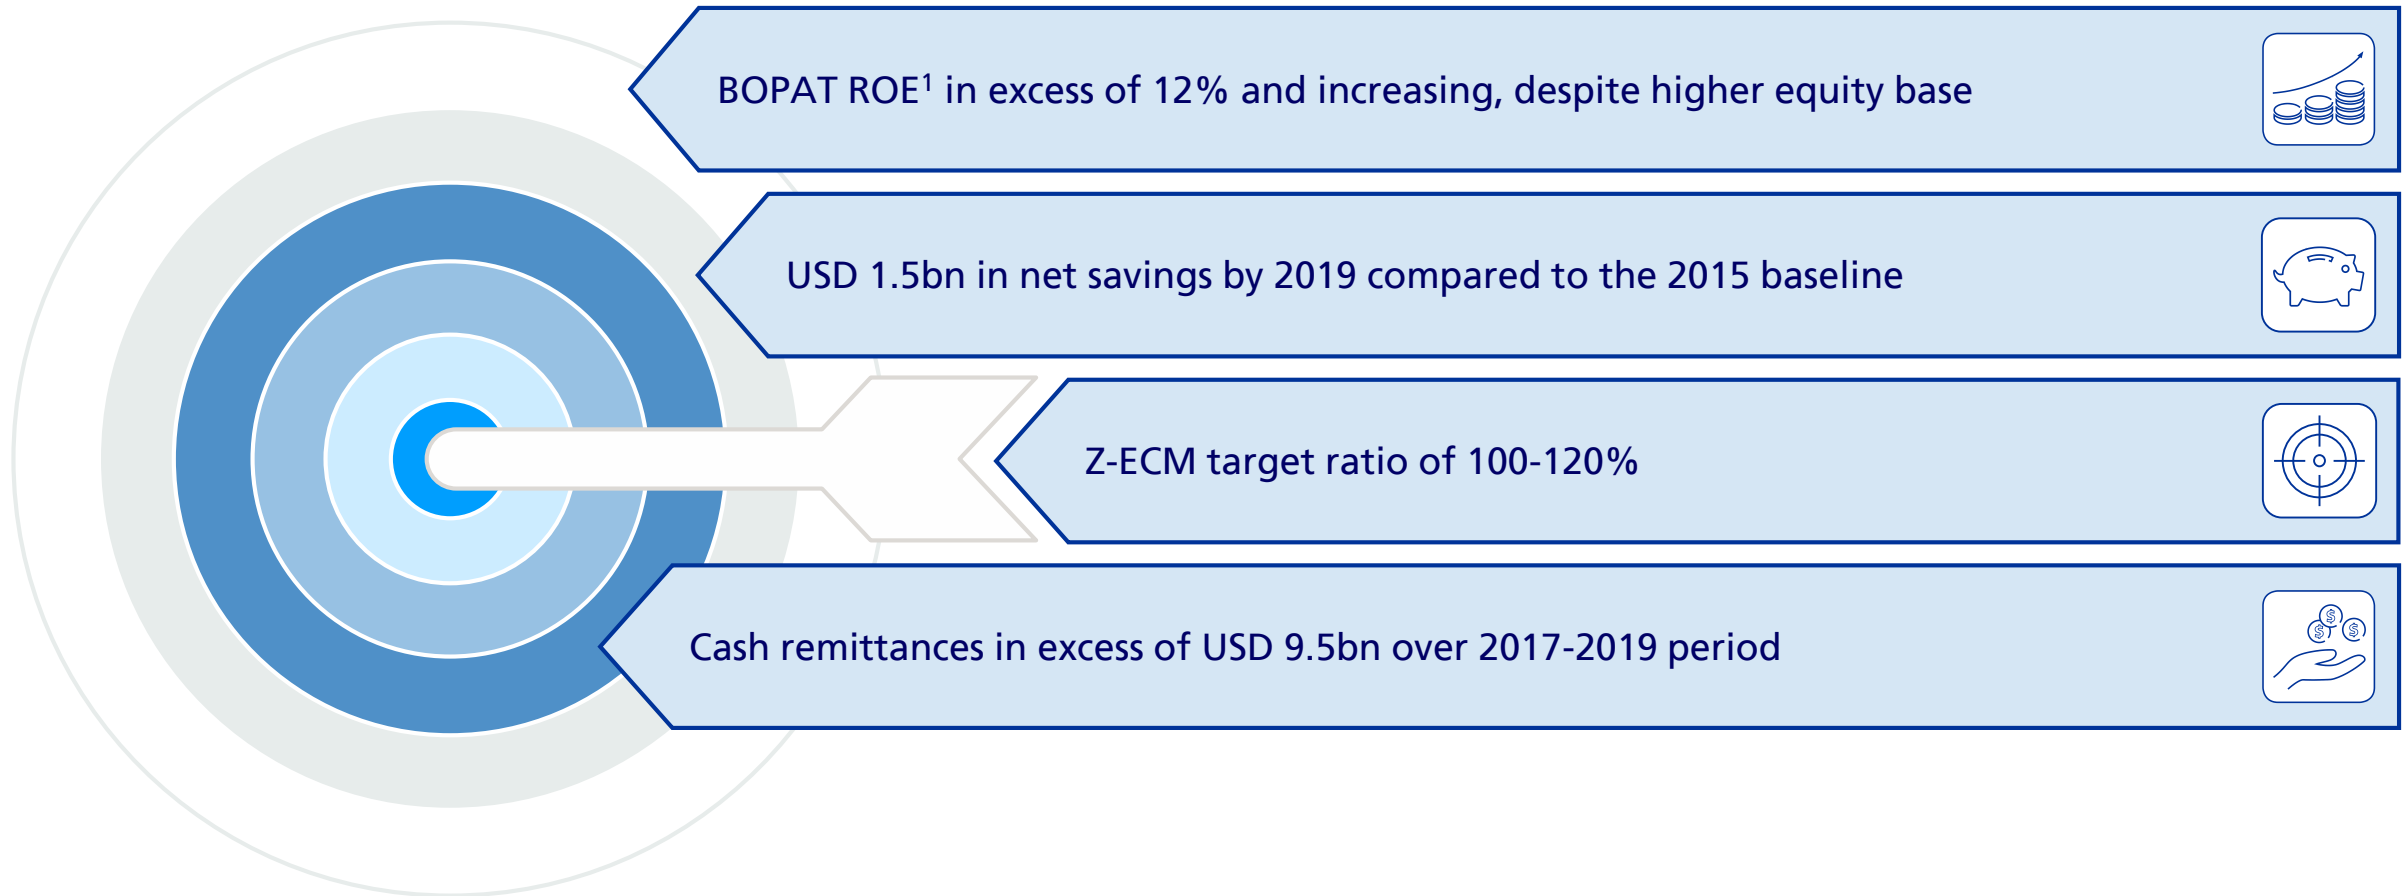 BOPAT ROE¹ in excess of 12% and increasing, despite higher equity base
USD 1.5bn in net savings by 2019 compared to the 2015 baseline
Z-ECM target ratio of 100-120%
Cash remittances in excess of USD 9.5bn over 2017-2019 period
$ $ $